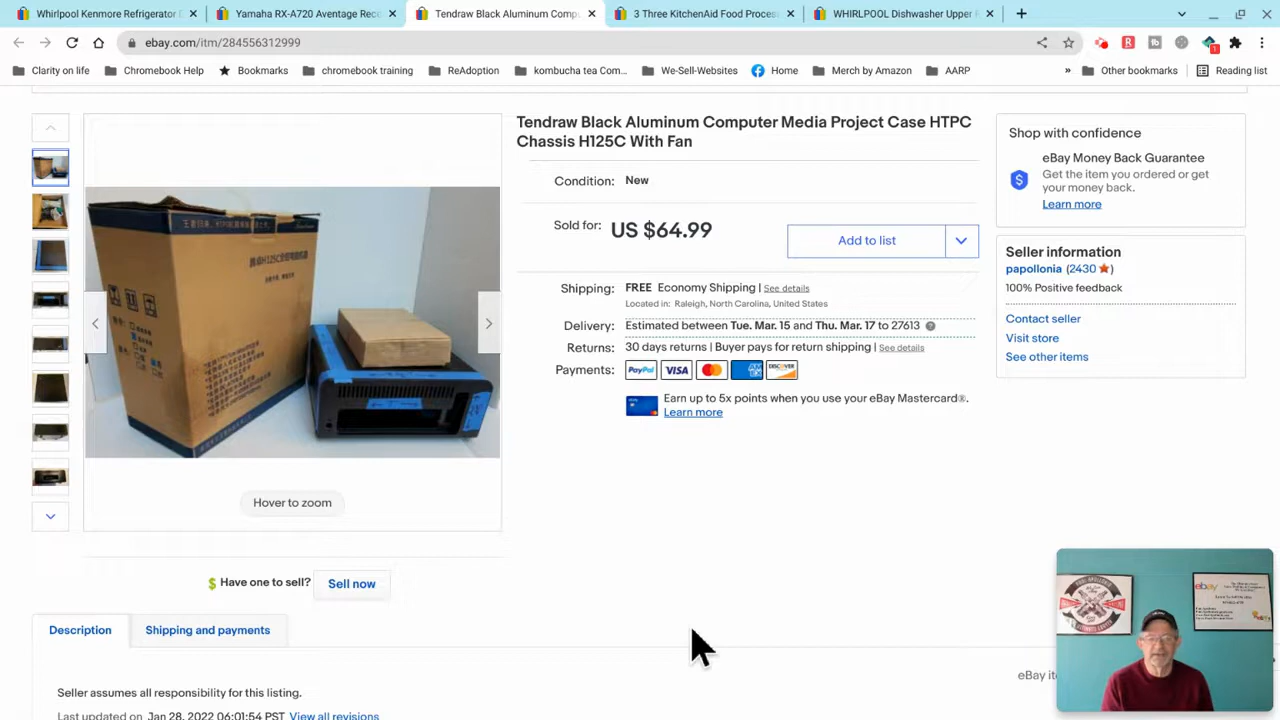 Whirlpool Kenmore Refrigerator D
Yamaha RX-A720 Aventage Rece
Tendraw Black Aluminum Compu
3 Three KitchenAid Food Process
WHIRLPOOL Dishwasher Upper R
ebay.com/itm/284556312999
1
Clarity on life
Chromebook Help
Bookmarks
chromebook training
ReAdoption
kombucha tea Com...
We-Sell-Websites
Home
Merch by Amazon
AARP
»
Other bookmarks
Reading list
Tendraw Black Aluminum Computer Media Project Case HTPC
Chassis H125C With Fan
Condition: New
Sold for: US $64.99
Add to list
Shipping: FREE Economy Shipping | See details
Located in: Raleigh, North Carolina, United States
Delivery: Estimated between Tue. Mar. 15 and Thu. Mar. 17 to 27613
Returns: 30 days returns | Buyer pays for return shipping | See details
Payments: PayPal VISA
DISCOVER
Earn up to 5x points when you use your eBay Mastercard®.
Learn more
Shop with confidence
eBay Money Back Guarantee
Get the item you ordered or get
your money back.
Learn more
Seller information
papollonia (2430 )
100% Positive feedback
Contact seller
Visit store
See other items
Hover to zoom
Have one to sell? Sell now
Description
Shipping and payments
eBay ite
Seller assumes all responsibility for this listing.
Last updated on Jan 28, 2022 06:01:54 PST View all revisions
ebay